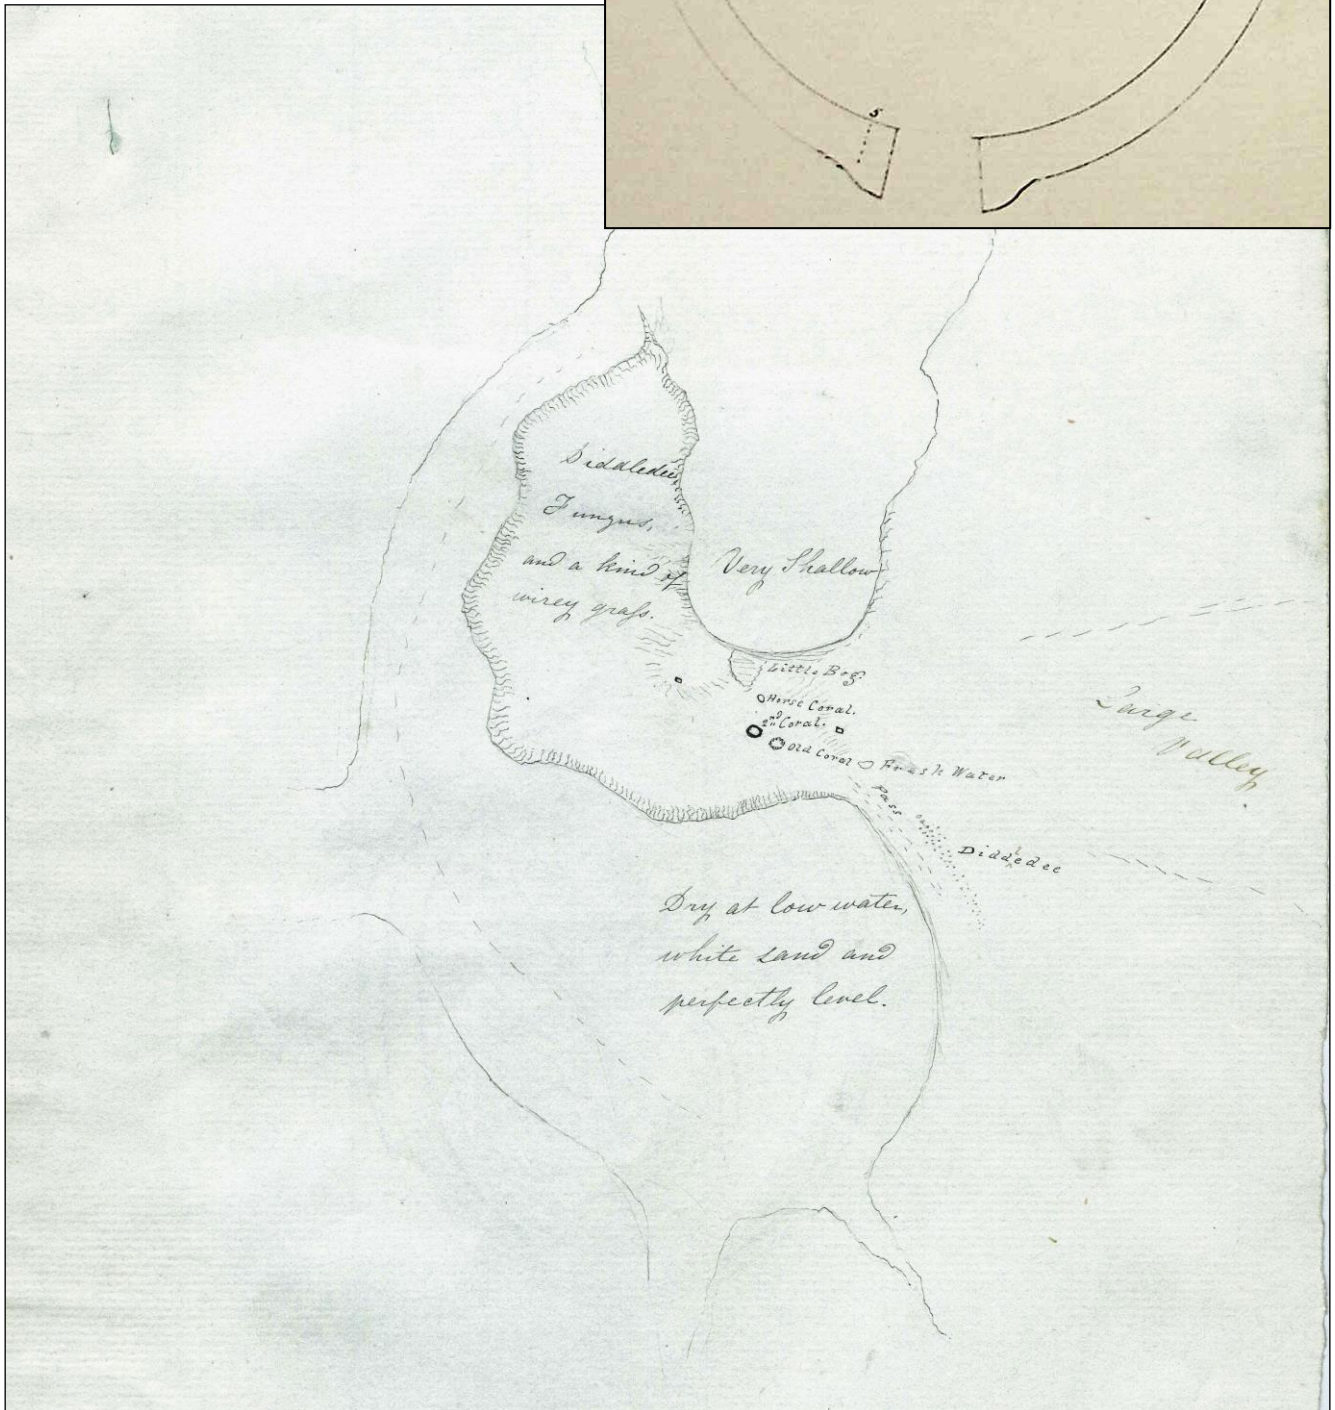 5
Diddledee,
Fungus,
and a kind of
wirey grass.
Very Shallow
Little Bog
Horse Coral.
2nd Coral.
Old Coral
Fresh Water
Large
Valley
Pass
Diddledee
Dry at low water,
white sand and
perfectly level.